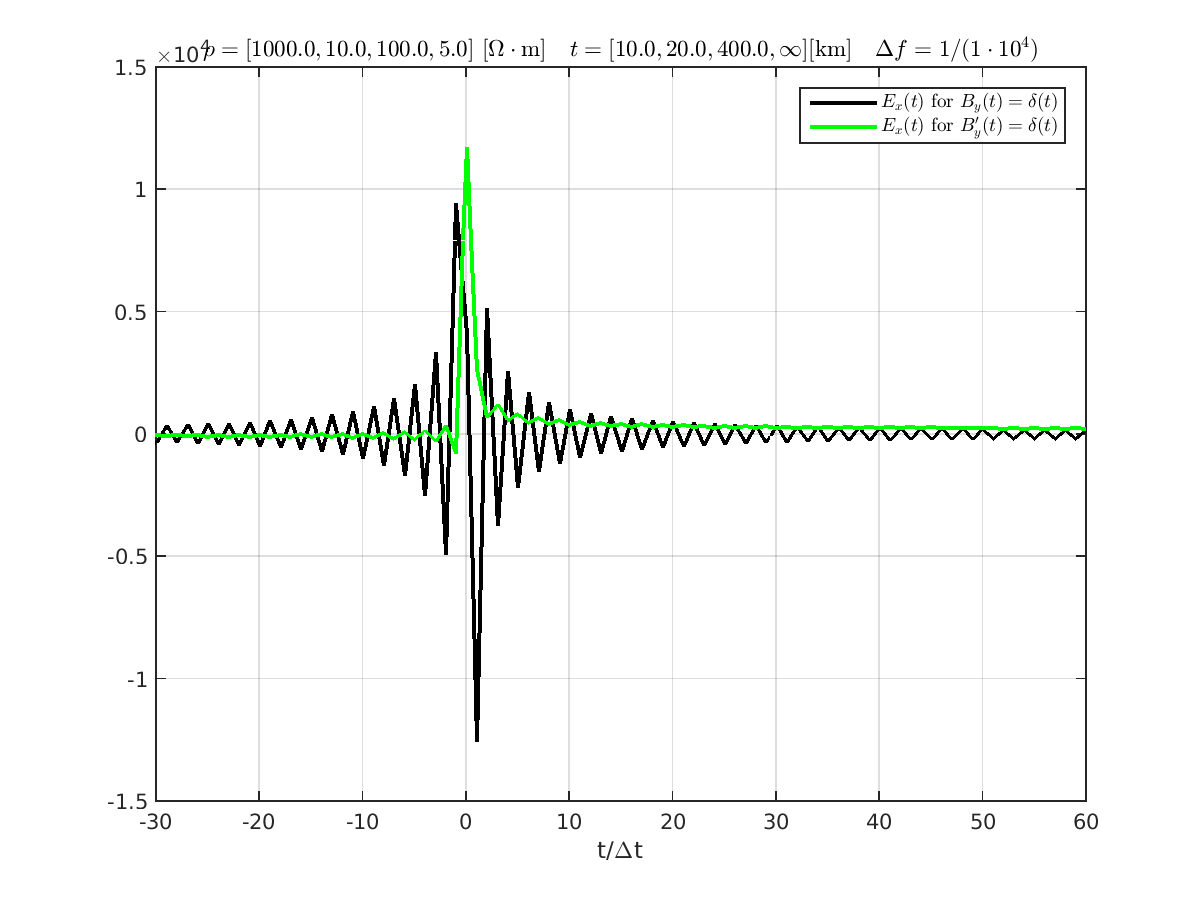 ×10⁴
ρ = [1000.0, 10.0, 100.0, 5.0] [Ω · m] t = [10.0, 20.0, 400.0, ∞][km] Δf = 1/(1 · 10⁴)
E_x(t) for B_y(t) = δ(t)
E_x(t) for B′_y(t) = δ(t)
1.5
1
0.5
0
-0.5
-1
-1.5
-30 -20 -10 0 10 20 30 40 50 60
t/Δt